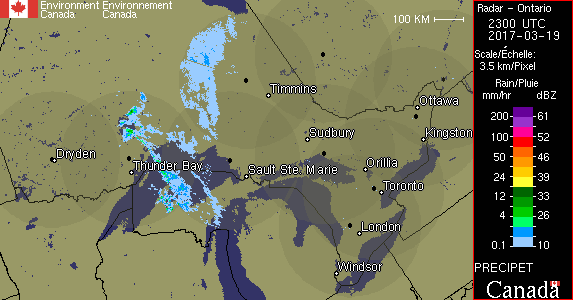 Environment Environnement
Canada Canada
100 KM
Timmins
Ottawa
Sudbury
Kingston
Dryden
Thunder Bay
Sault Ste. Marie
Orillia
Toronto
London
Windsor
Radar - Ontario
2300 UTC
2017-03-19
Scale/Échelle:
3.5 km/Pixel
Rain/Pluie
mm/hr dBZ
200 61
100 52
50 46
24 39
12 33
4 26
0.1 10
PRECIPET
Canada